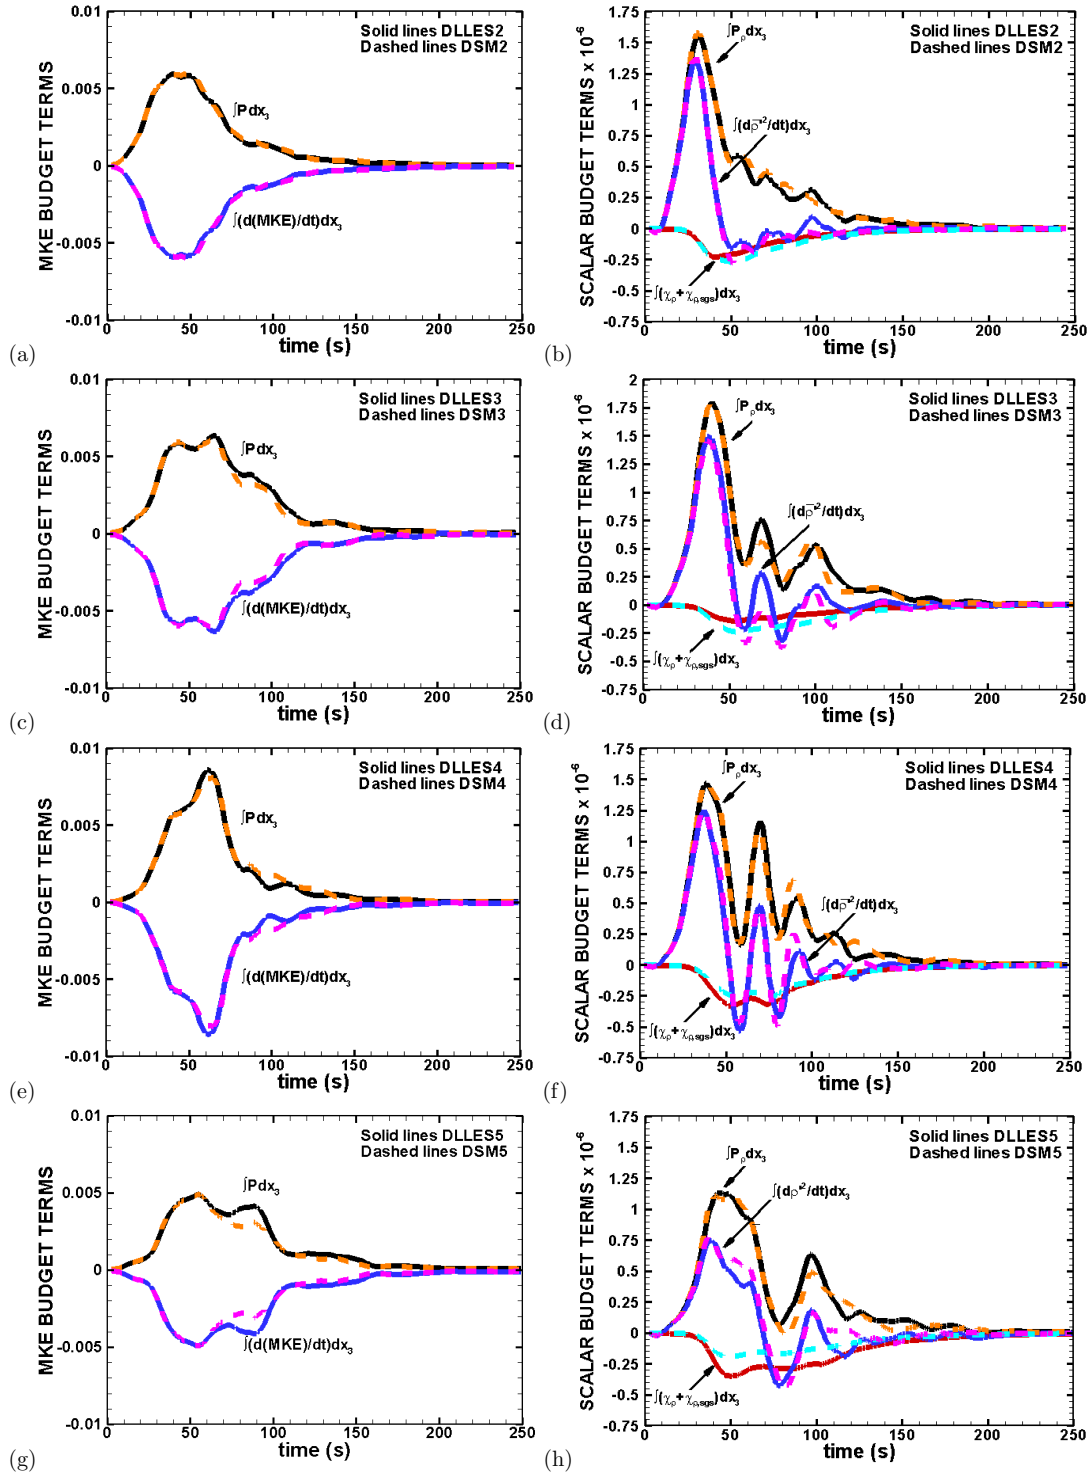 Solid lines DLLES2
Dashed lines DSM2
MKE BUDGET TERMS
0.01
0.005
0
-0.005
-0.01
∫Pdx₃
∫(d(MKE)/dt)dx₃
0 50 100 150 200 250
time (s)
(a)
Solid lines DLLES2
Dashed lines DSM2
SCALAR BUDGET TERMS x 10⁻⁶
1.75
1.5
1.25
1
0.75
0.5
0.25
0
-0.25
-0.5
-0.75
∫Pρdx₃
∫(dρ̅*²/dt)dx₃
∫(χρ+χρ,sgs)dx₃
0 50 100 150 200 250
time (s)
(b)
Solid lines DLLES3
Dashed lines DSM3
MKE BUDGET TERMS
0.01
0.005
0
-0.005
-0.01
∫Pdx₃
∫(d(MKE)/dt)dx₃
0 50 100 150 200 250
time (s)
(c)
Solid lines DLLES3
Dashed lines DSM3
SCALAR BUDGET TERMS x 10⁻⁶
2
1.75
1.5
1.25
1
0.75
0.5
0.25
0
-0.25
-0.5
-0.75
∫Pρdx₃
∫(dρ̅*²/dt)dx₃
∫(χρ+χρ,sgs)dx₃
0 50 100 150 200 250
time (s)
(d)
Solid lines DLLES4
Dashed lines DSM4
MKE BUDGET TERMS
0.01
0.005
0
-0.005
-0.01
∫Pdx₃
∫(d(MKE)/dt)dx₃
0 50 100 150 200 250
time (s)
(e)
Solid lines DLLES4
Dashed lines DSM4
SCALAR BUDGET TERMS x 10⁻⁶
1.75
1.5
1.25
1
0.75
0.5
0.25
0
-0.25
-0.5
-0.75
∫Pρdx₃
∫(dρ̅*²/dt)dx₃
∫(χρ+χρ,sgs)dx₃
0 50 100 150 200 250
time (s)
(f)
Solid lines DLLES5
Dashed lines DSM5
MKE BUDGET TERMS
0.01
0.005
0
-0.005
-0.01
∫Pdx₃
∫(d(MKE)/dt)dx₃
0 50 100 150 200 250
time (s)
(g)
Solid lines DLLES5
Dashed lines DSM5
SCALAR BUDGET TERMS x 10⁻⁶
1.75
1.5
1.25
1
0.75
0.5
0.25
0
-0.25
-0.5
-0.75
∫Pρdx₃
∫(dρ*²/dt)dx₃
∫(χρ+χρ,sgs)dx₃
0 50 100 150 200 250
time (s)
(h)